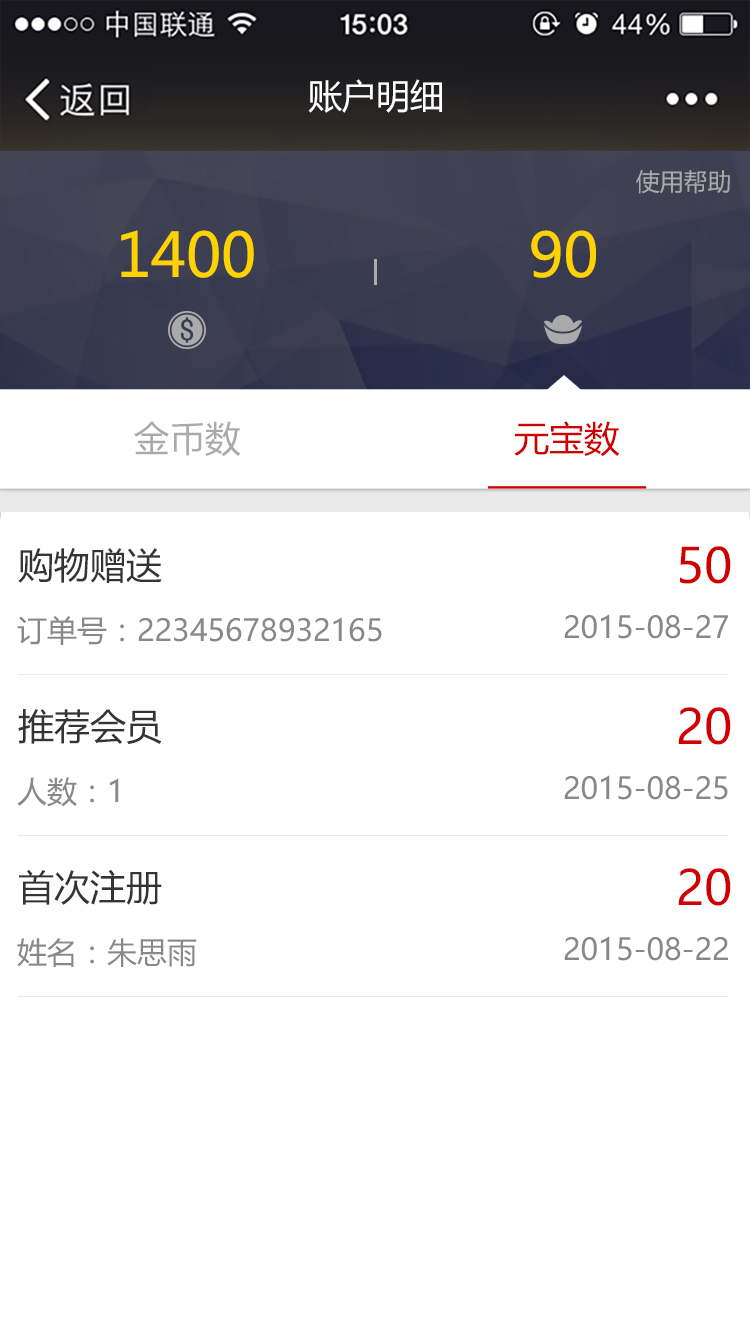 中国联通 15:03 44%
返回 账户明细
使用帮助
1400 90
金币数 元宝数
购物赠送 50
订单号：22345678932165 2015-08-27
推荐会员 20
人数：1 2015-08-25
首次注册 20
姓名：朱思雨 2015-08-22